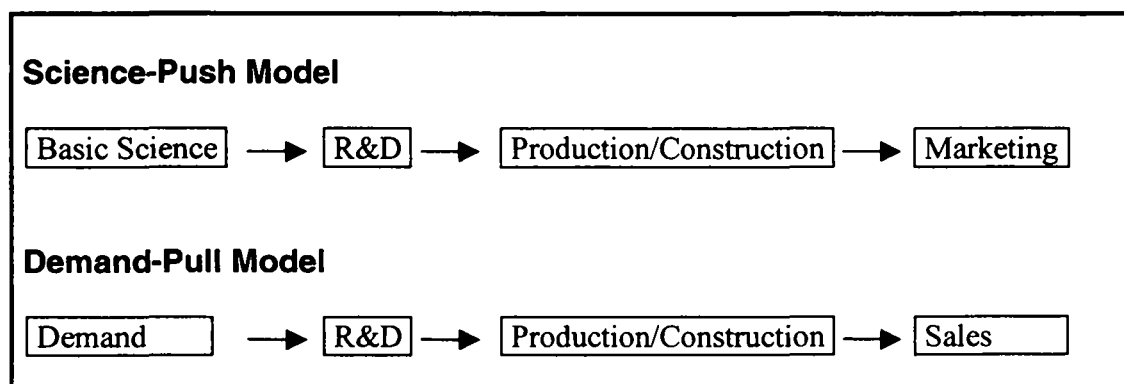 Science-Push Model
Basic Science R&D Production/Construction Marketing
Demand-Pull Model
Demand R&D Production/Construction Sales